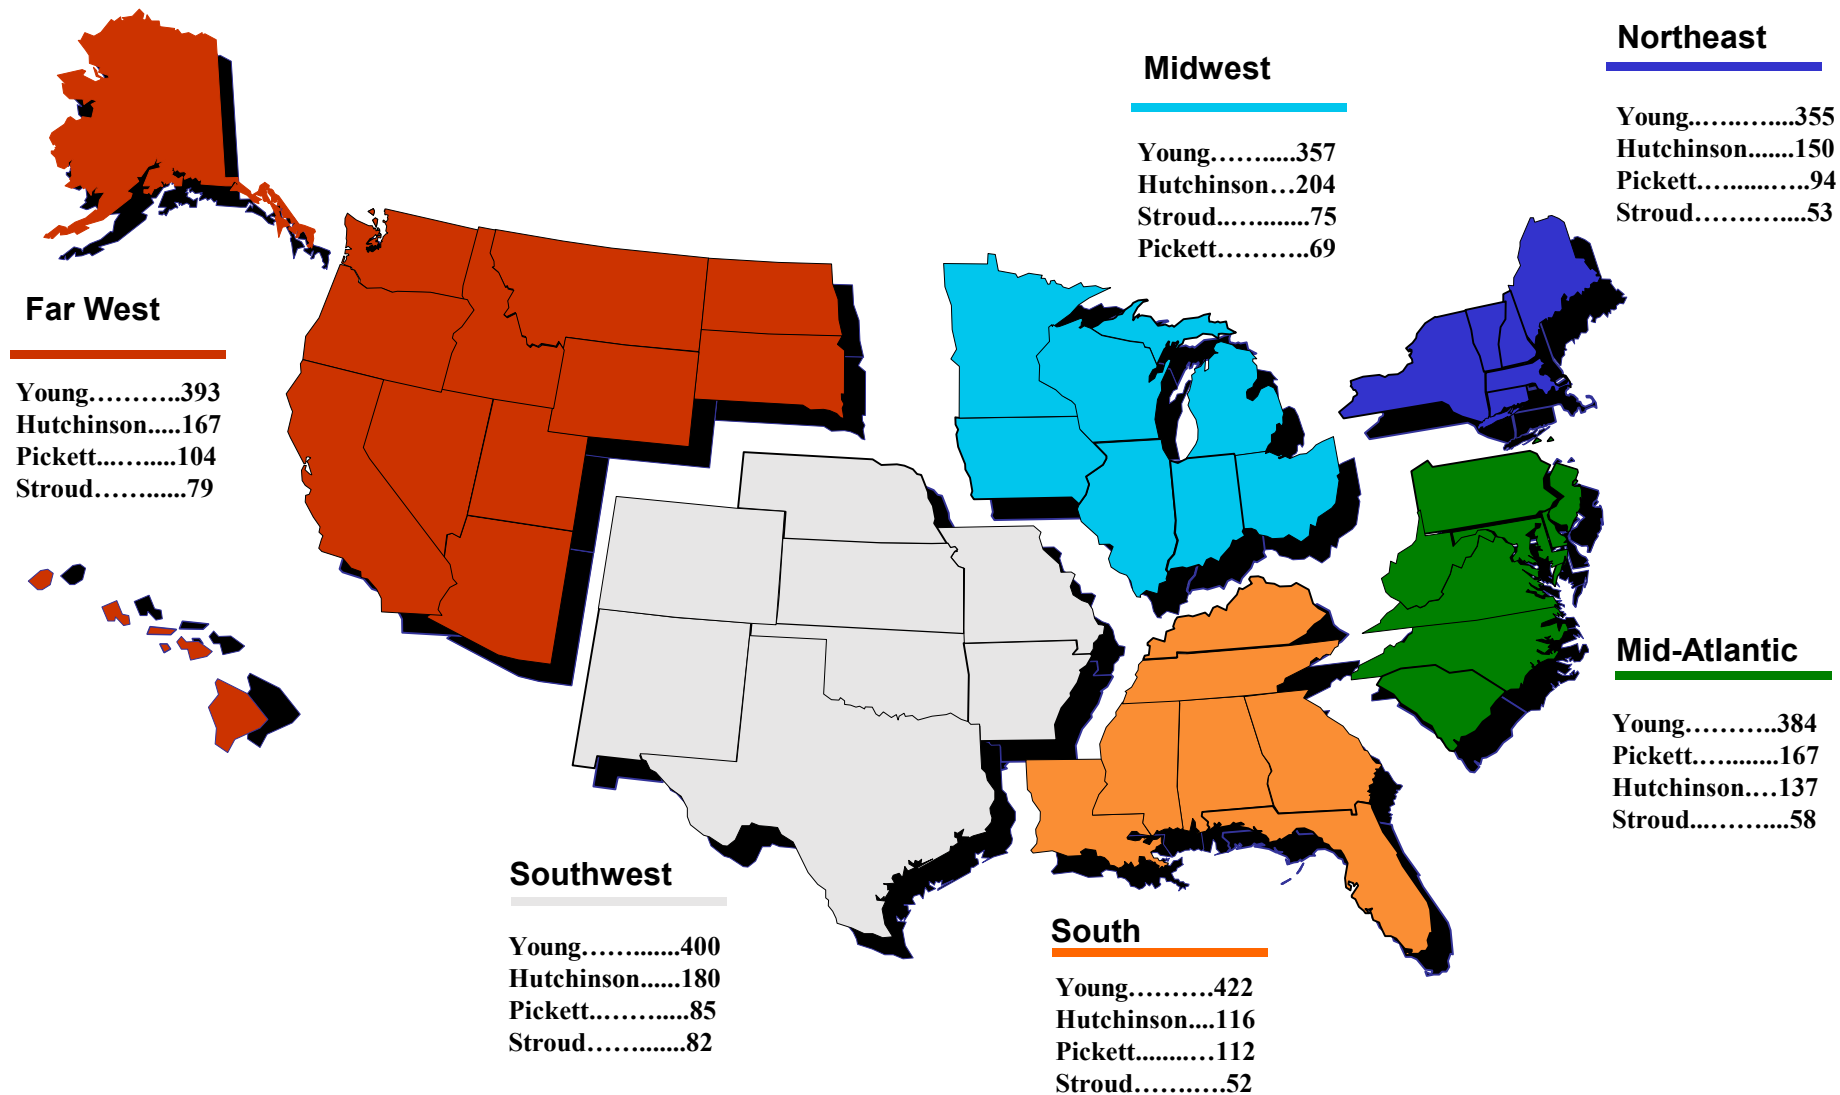 Northeast
Young..…..…....355
Hutchinson.......150
Pickett…......…..94
Stroud…….…....53
Midwest
Young…….....357
Hutchinson…204
Stroud..…........75
Pickett………..69
Far West
Young………..393
Hutchinson.....167
Pickett...….....104
Stroud……......79
Mid-Atlantic
Young………..384
Pickett..…........167
Hutchinson.…137
Stroud...……....58
Southwest
Young…….......400
Hutchinson......180
Pickett..…….....85
Stroud…….......82
South
Young……….422
Hutchinson....116
Pickett........…112
Stroud…….….52